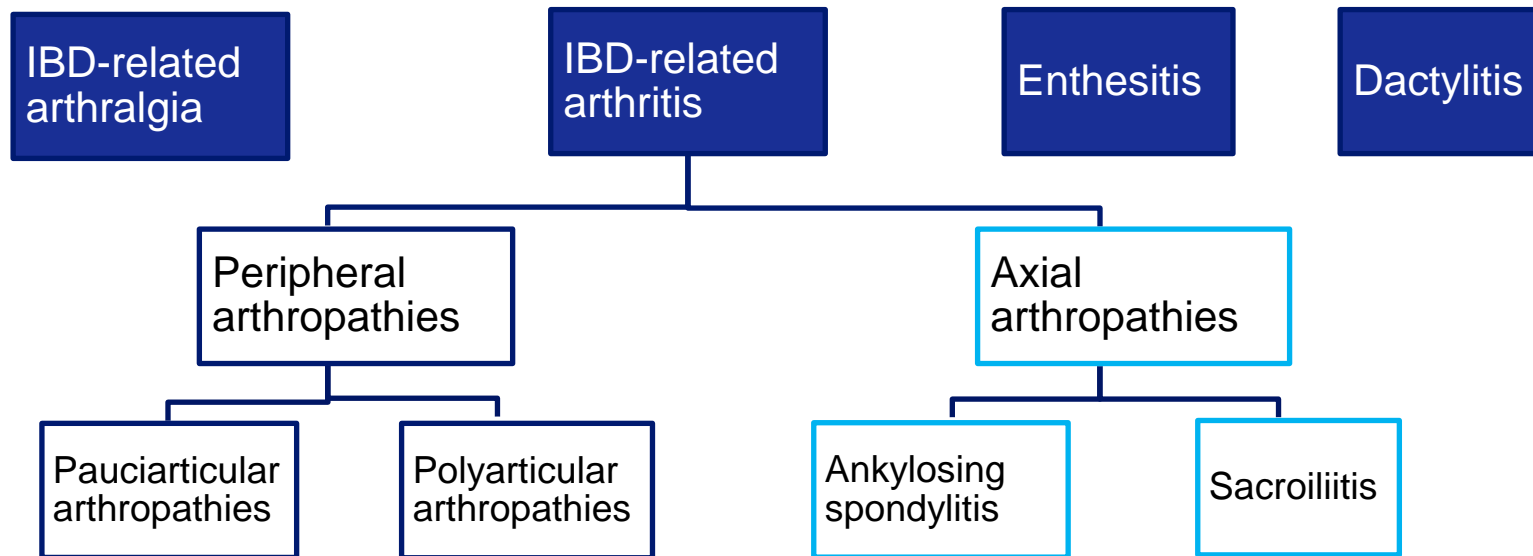 IBD-related
arthralgia
IBD-related
arthritis
Enthesitis
Dactylitis
Peripheral
arthropathies
Axial
arthropathies
Pauciarticular
arthropathies
Polyarticular
arthropathies
Ankylosing
spondylitis
Sacroiliitis